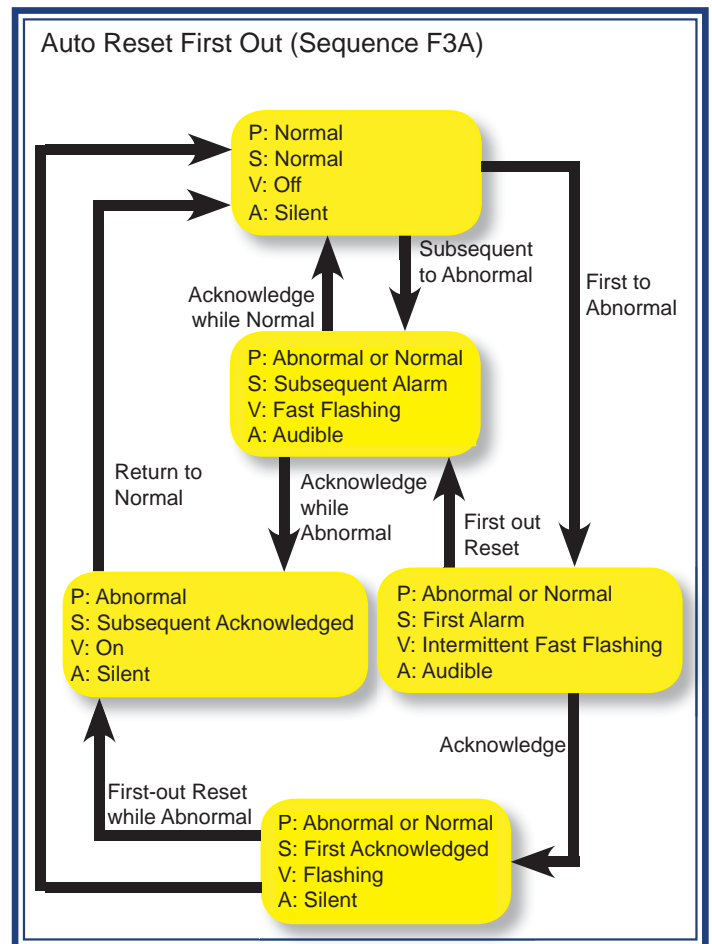 Auto Reset First Out (Sequence F3A)
P: Normal
S: Normal
V: Off
A: Silent
Subsequent
to Abnormal
First to
Abnormal
Acknowledge
while Normal
P: Abnormal or Normal
S: Subsequent Alarm
V: Fast Flashing
A: Audible
Return to
Normal
Acknowledge
while
Abnormal
First out
Reset
P: Abnormal
S: Subsequent Acknowledged
V: On
A: Silent
P: Abnormal or Normal
S: First Alarm
V: Intermittent Fast Flashing
A: Audible
Acknowledge
First-out Reset
while Abnormal
P: Abnormal or Normal
S: First Acknowledged
V: Flashing
A: Silent